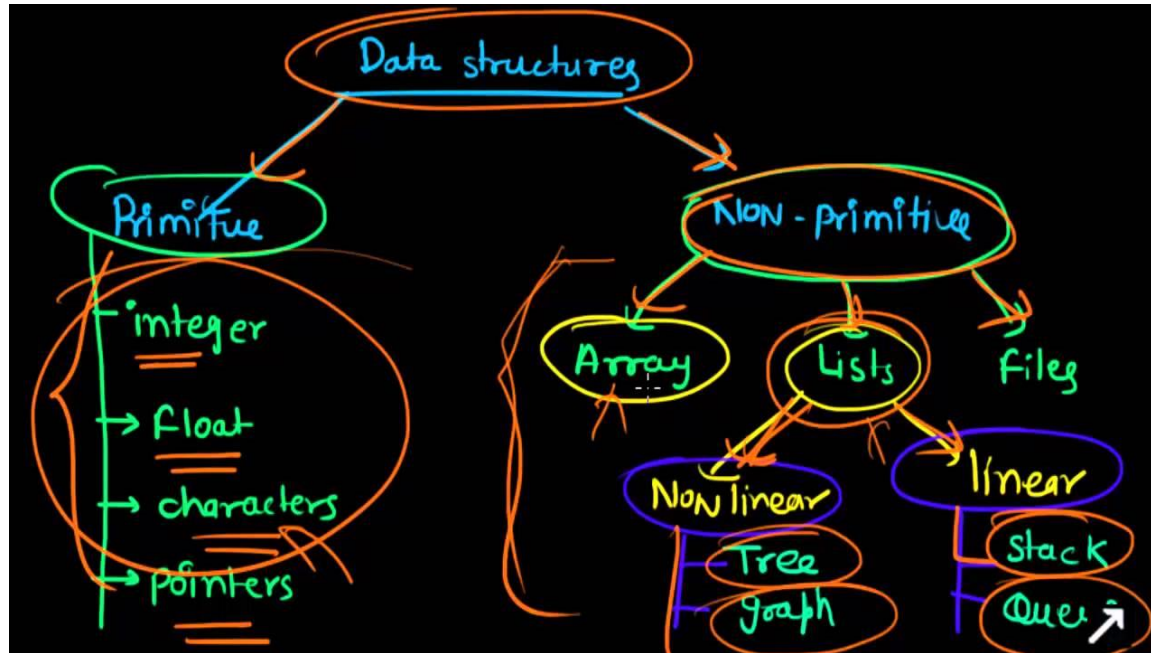 Data structures
Primitive
NON-primitive
integer
float
characters
pointers
Array
Lists
Files
NoN linear
linear
Tree
graph
Stack